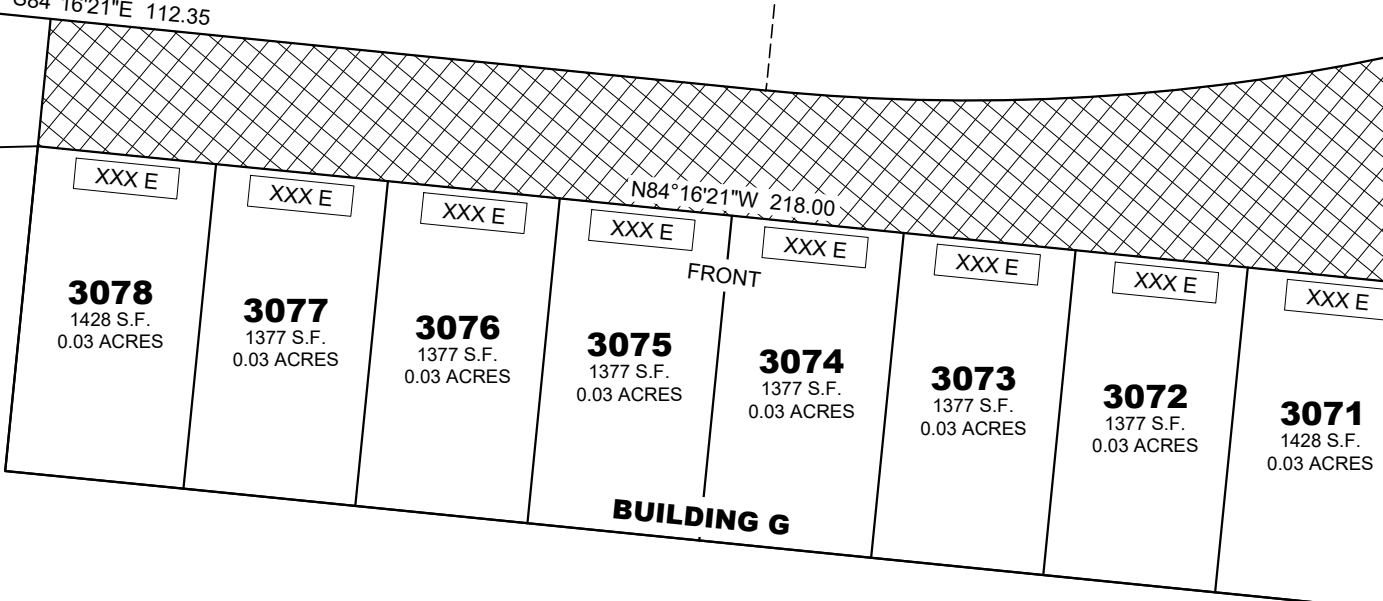 S84°16'21"E 112.35
N84°16'21"W 218.00
XXX E
XXX E
XXX E
XXX E
XXX E
XXX E
XXX E
XXX E
FRONT
3078
1428 S.F.
0.03 ACRES
3077
1377 S.F.
0.03 ACRES
3076
1377 S.F.
0.03 ACRES
3075
1377 S.F.
0.03 ACRES
3074
1377 S.F.
0.03 ACRES
3073
1377 S.F.
0.03 ACRES
3072
1377 S.F.
0.03 ACRES
3071
1428 S.F.
0.03 ACRES
BUILDING G